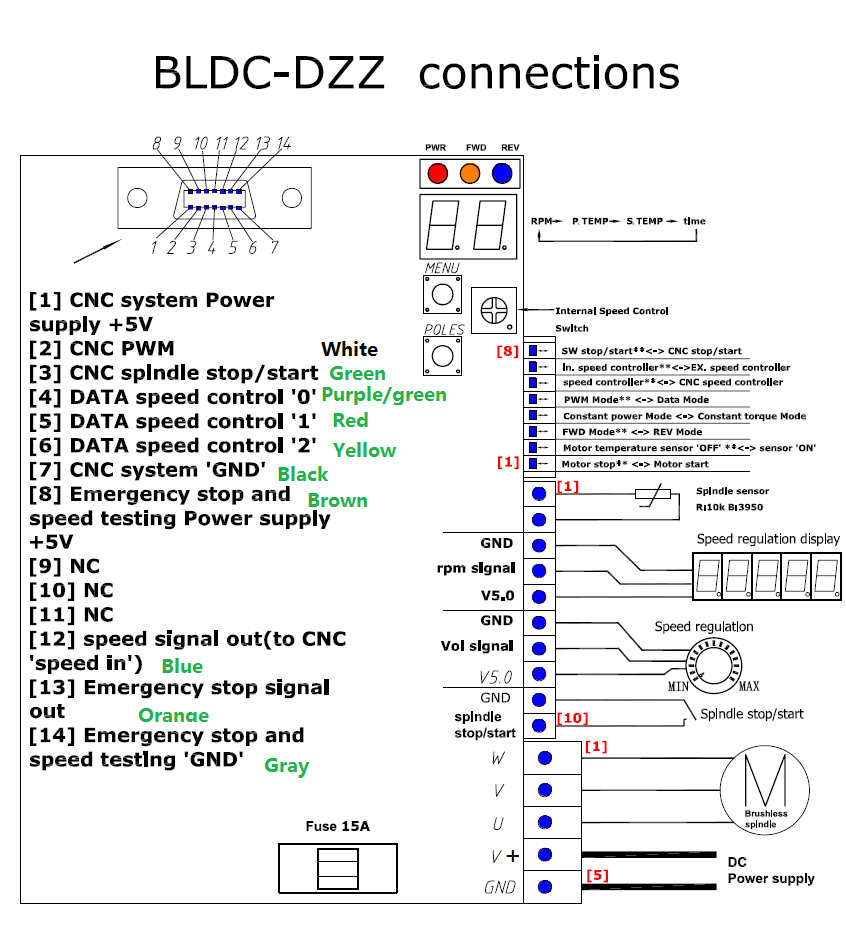 BLDC-DZZ connections
8 9 10 11 12 13 14
1 2 3 4 5 6 7
PWR FWD REV
RPM P.TEMP S.TEMP time
MENU
POLES
Internal Speed Control
Switch
[1] CNC system Power
supply +5V
[2] CNC PWM White
[3] CNC spindle stop/start Green
[4] DATA speed control '0' Purple/green
[5] DATA speed control '1' Red
[6] DATA speed control '2' Yellow
[7] CNC system 'GND' Black
[8] Emergency stop and Brown
speed testing Power supply
+5V
[9] NC
[10] NC
[11] NC
[12] speed signal out(to CNC
'speed in') Blue
[13] Emergency stop signal
out Orange
[14] Emergency stop and
speed testing 'GND' Gray
Fuse 15A
[8] SW stop/start**<-> CNC stop/start
In. speed controller**<->EX. speed controller
speed controller**<-> CNC speed controller
PWM Mode** <-> Data Mode
Constant power Mode <-> Constant torque Mode
FWD Mode** <-> REV Mode
Motor temperature sensor 'OFF' **<-> sensor 'ON'
[1] Motor stop** <-> Motor start
[1] Spindle sensor
R:10k B:3950
GND Speed regulation display
rpm signal
V5.0
GND Speed regulation
Vol signal
V5.0 MIN MAX
GND
spindle
stop/start [10] Spindle stop/start
W [1]
V
U
Brushless
spindle
M
V.+ DC
GND [5] Power supply